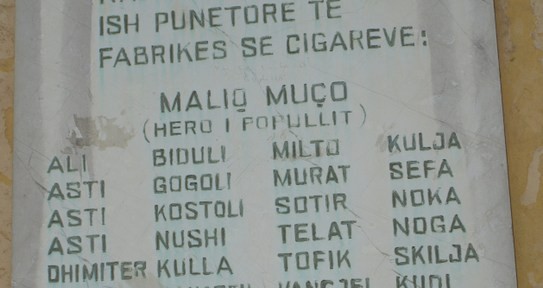 ISH PUNETORE TE
FABRIKES SE CIGAREVE:
MALIQ MUÇO
(HERO I POPULLIT)
ALI BIDULI MILTO KULJA
ASTI GOGOLI MURAT SEFA
ASTI KOSTOLI SOTIR NOKA
ASTI NUSHI TELAT NOGA
DHIMITER KULLA TOFIK SKILJA